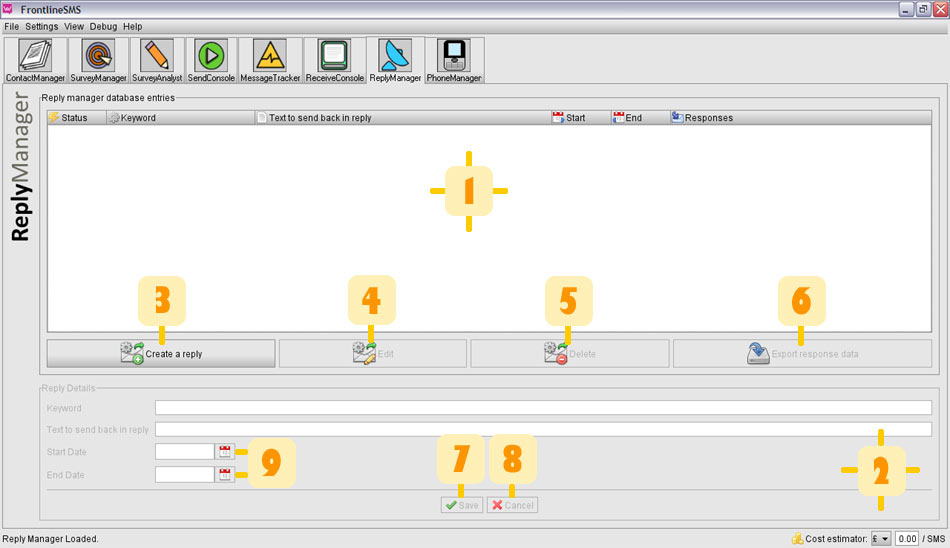 FrontlineSMS
File Settings View Debug Help
ContactManager SurveyManager SurveyAnalyst SendConsole MessageTracker ReceiveConsole ReplyManager PhoneManager
ReplyManager
Reply manager database entries
Status Keyword Text to send back in reply Start End Responses
1
3 4 5 6
Create a reply Edit Delete Export response data
Reply Details
Keyword
Text to send back in reply
Start Date
9 7 8 2
End Date
Save Cancel
Reply Manager Loaded. Cost estimator: £ 0.00 / SMS